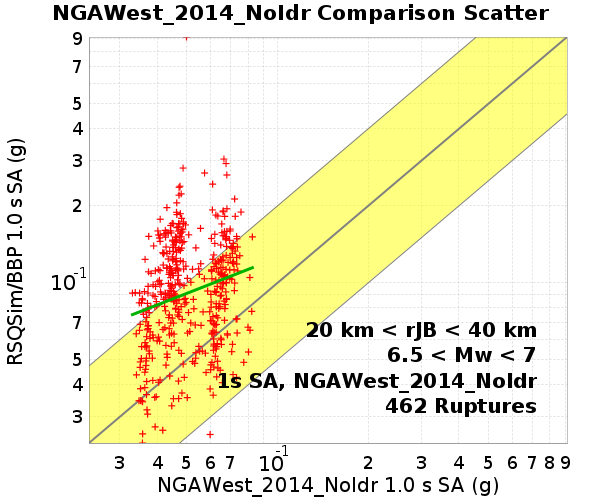 NGAWest_2014_NoIdr Comparison Scatter
RSQSim/BBP 1.0 s SA (g)
9
7
5
4
3
2
10-1
7
5
4
3
20 km < rJB < 40 km
6.5 < Mw < 7
1s SA, NGAWest_2014_NoIdr
462 Ruptures
3 4 5 6 7 10-1 2 3 4 5 6 7 8 9
NGAWest_2014_NoIdr 1.0 s SA (g)